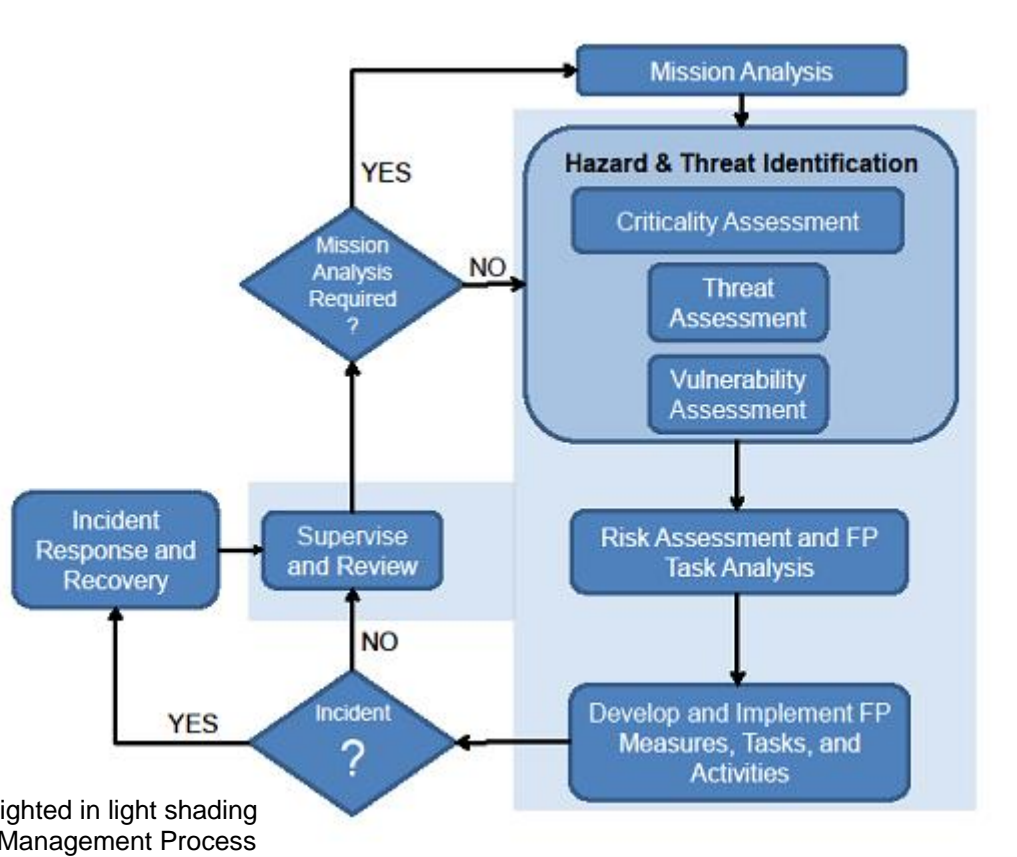 Mission Analysis
YES
Hazard & Threat Identification
Criticality Assessment
Mission
Analysis
Required
?
NO
Threat
Assessment
Vulnerability
Assessment
Incident
Response and
Recovery
Supervise
and Review
Risk Assessment and FP
Task Analysis
NO
Incident
?
YES
Develop and Implement FP
Measures, Tasks, and
Activities
ighted in light shading
Management Process